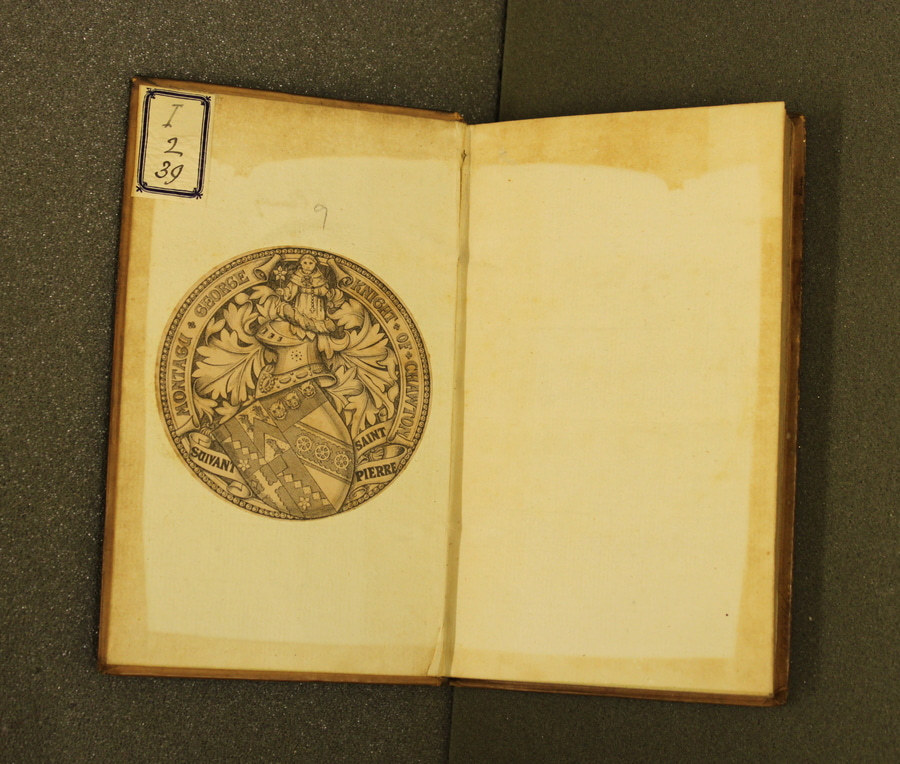 I
2
39
9
MONTAGU ◆ GEORGE KNIGHT ◆ OF ◆ CHAWTON
SUIVANT SAINT
PIERRE